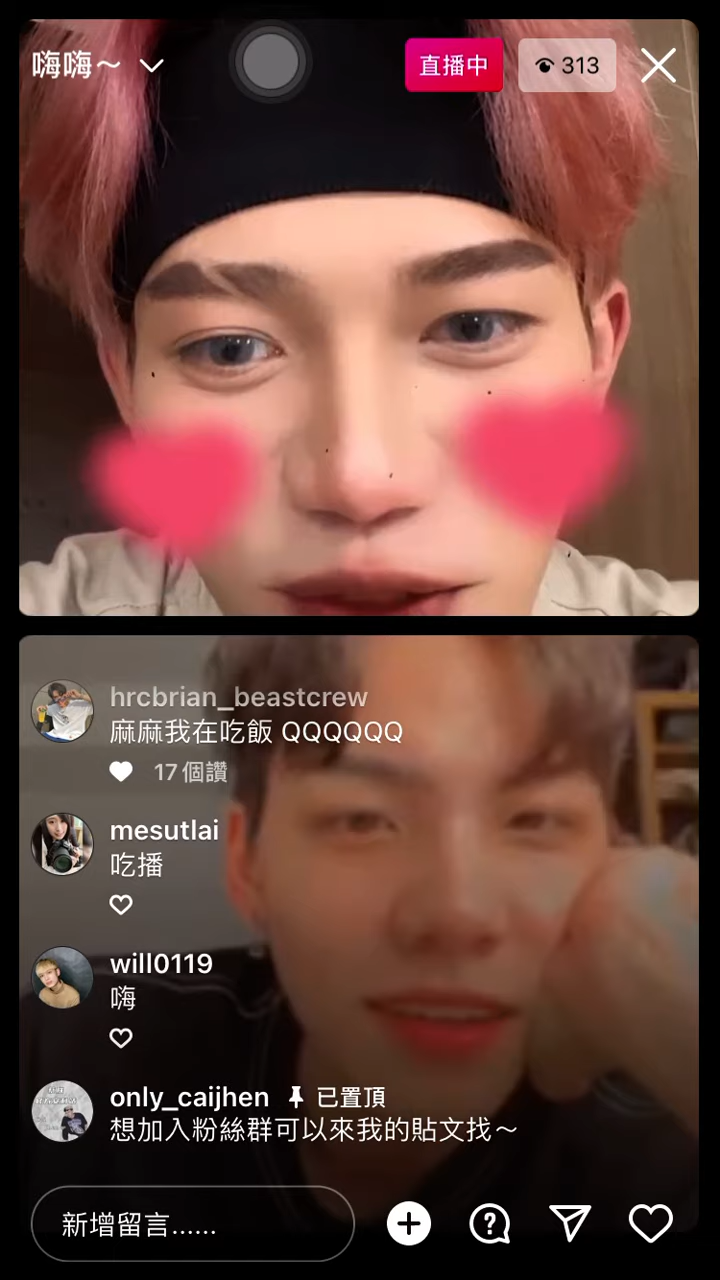 嗨嗨～
直播中
313
hrcbrian_beastcrew
麻麻我在吃飯 QQQQQQ
17 個讚
mesutlai
吃播
will0119
嗨
only_caijhen 已置頂
想加入粉絲群可以來我的貼文找～
新增留言......